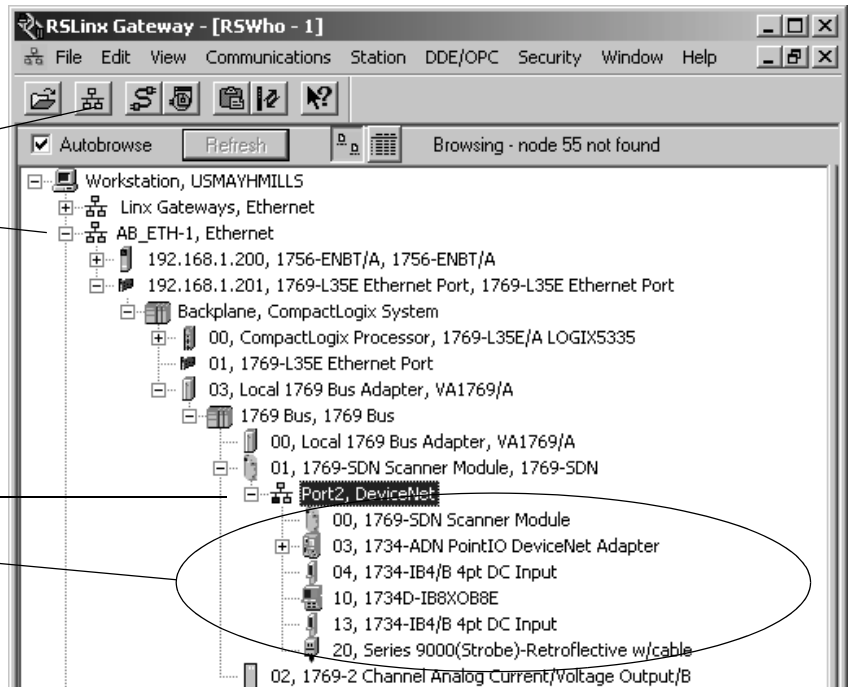 RSLinx Gateway - [RSWho - 1]
File Edit View Communications Station DDE/OPC Security Window Help
Autobrowse Refresh Browsing - node 55 not found
Workstation, USMAYHMILLS
Linx Gateways, Ethernet
AB_ETH-1, Ethernet
192.168.1.200, 1756-ENBT/A, 1756-ENBT/A
192.168.1.201, 1769-L35E Ethernet Port, 1769-L35E Ethernet Port
Backplane, CompactLogix System
00, CompactLogix Processor, 1769-L35E/A LOGIX5335
01, 1769-L35E Ethernet Port
03, Local 1769 Bus Adapter, VA1769/A
1769 Bus, 1769 Bus
00, Local 1769 Bus Adapter, VA1769/A
01, 1769-SDN Scanner Module, 1769-SDN
Port2, DeviceNet
00, 1769-SDN Scanner Module
03, 1734-ADN PointIO DeviceNet Adapter
04, 1734-IB4/B 4pt DC Input
10, 1734D-IB8XOB8E
13, 1734-IB4/B 4pt DC Input
20, Series 9000(Strobe)-Retroflective w/cable
02, 1769-2 Channel Analog Current/Voltage Output/B